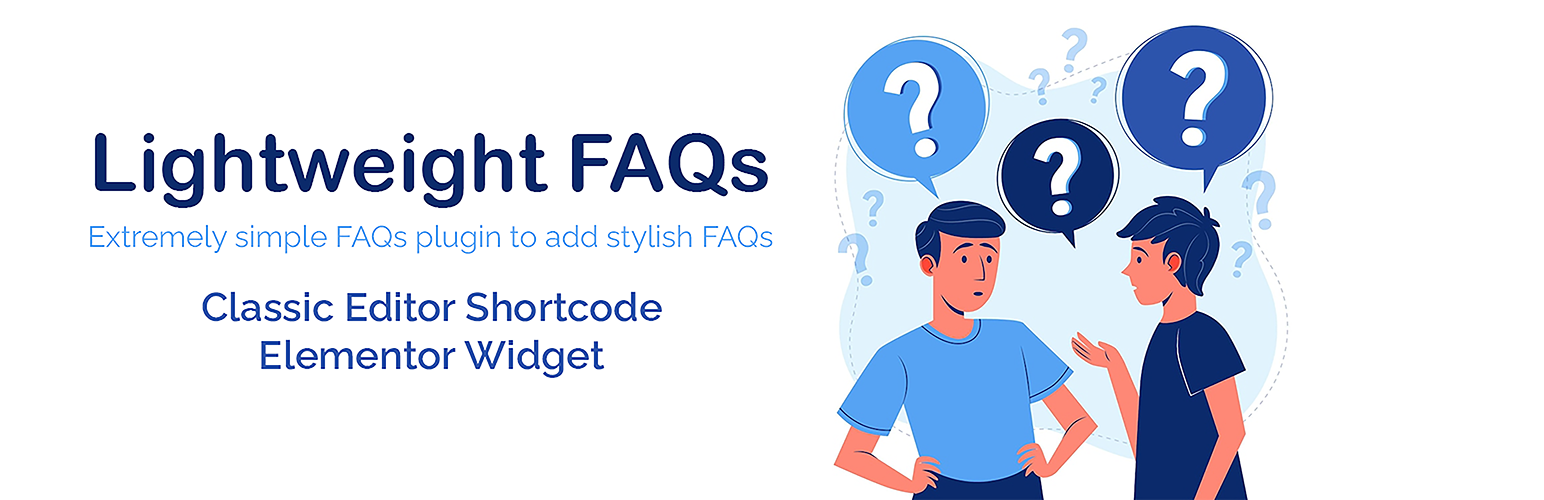 Lightweight FAQs
Extremely simple FAQs plugin to add stylish FAQs
Classic Editor Shortcode
Elementor Widget
?
?
?
?
?
?
?
?
?
?